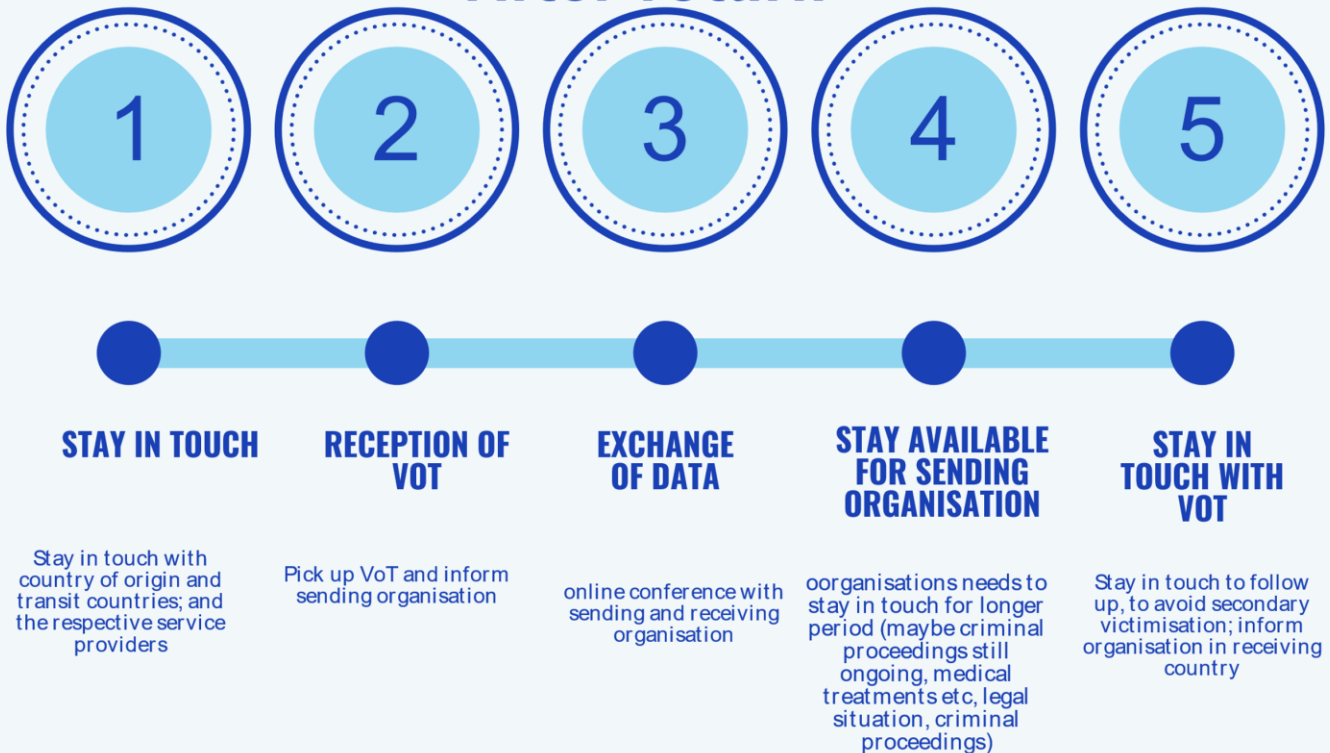 1
2
3
4
5
STAY IN TOUCH
Stay in touch with
country of origin and
transit countries; and
the respective service
providers
RECEPTION OF
VOT
Pick up VoT and inform
sending organisation
EXCHANGE
OF DATA
online conference with
sending and receiving
organisation
STAY AVAILABLE
FOR SENDING
ORGANISATION
oorganisations needs to
stay in touch for longer
period (maybe criminal
proceedings still
ongoing, medical
treatments etc, legal
situation, criminal
proceedings)
STAY IN
TOUCH WITH
VOT
Stay in touch to follow
up, to avoid secondary
victimisation; inform
organisation in receiving
country